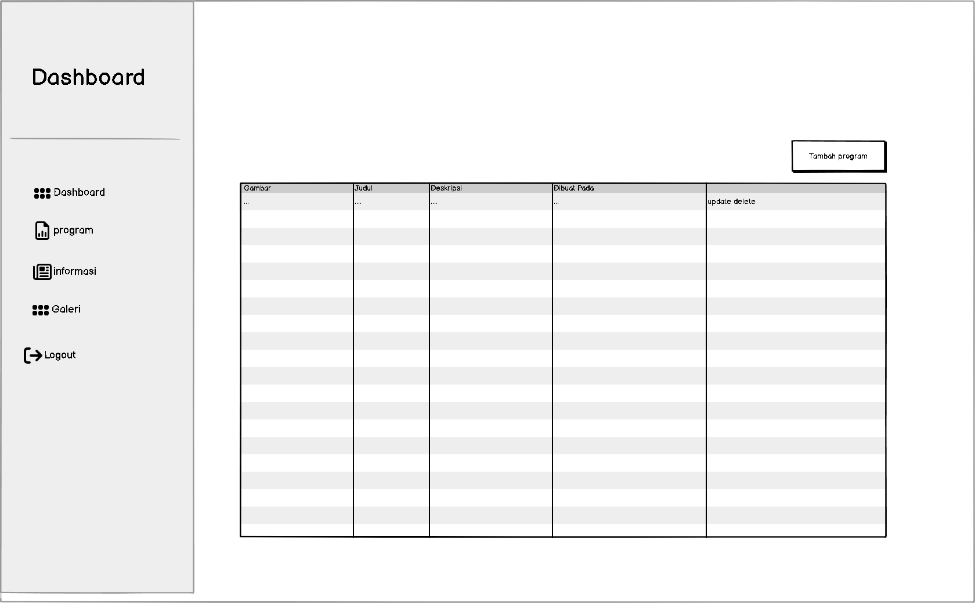 Dashboard
Dashboard
program
informasi
Galeri
Logout
Tambah program
Gambar Judul Deskripsi Dibuat Pada
... ... ... ... update delete